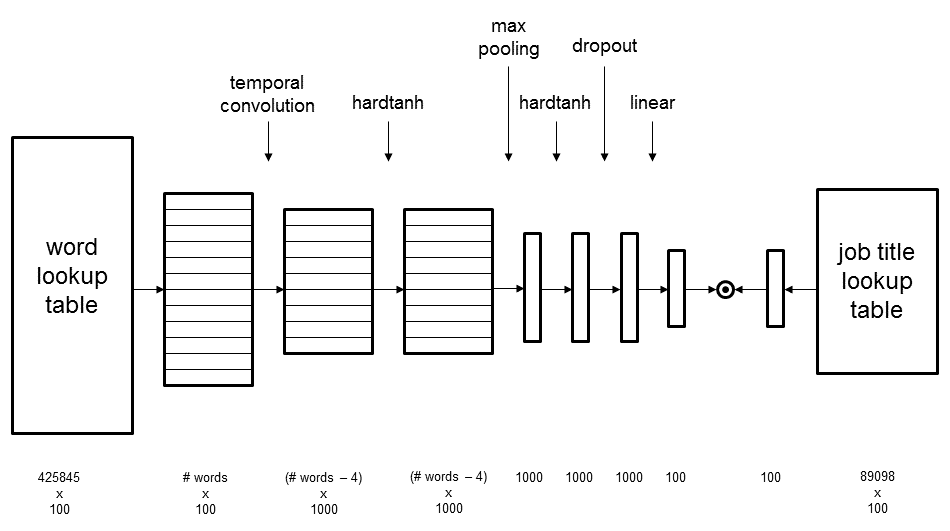 max
pooling
dropout
temporal
convolution
hardtanh
hardtanh
linear
word
lookup
table
job title
lookup
table
425845
x
100
# words
x
100
(# words – 4)
x
1000
(# words – 4)
x
1000
1000
1000
1000
100
100
89098
x
100